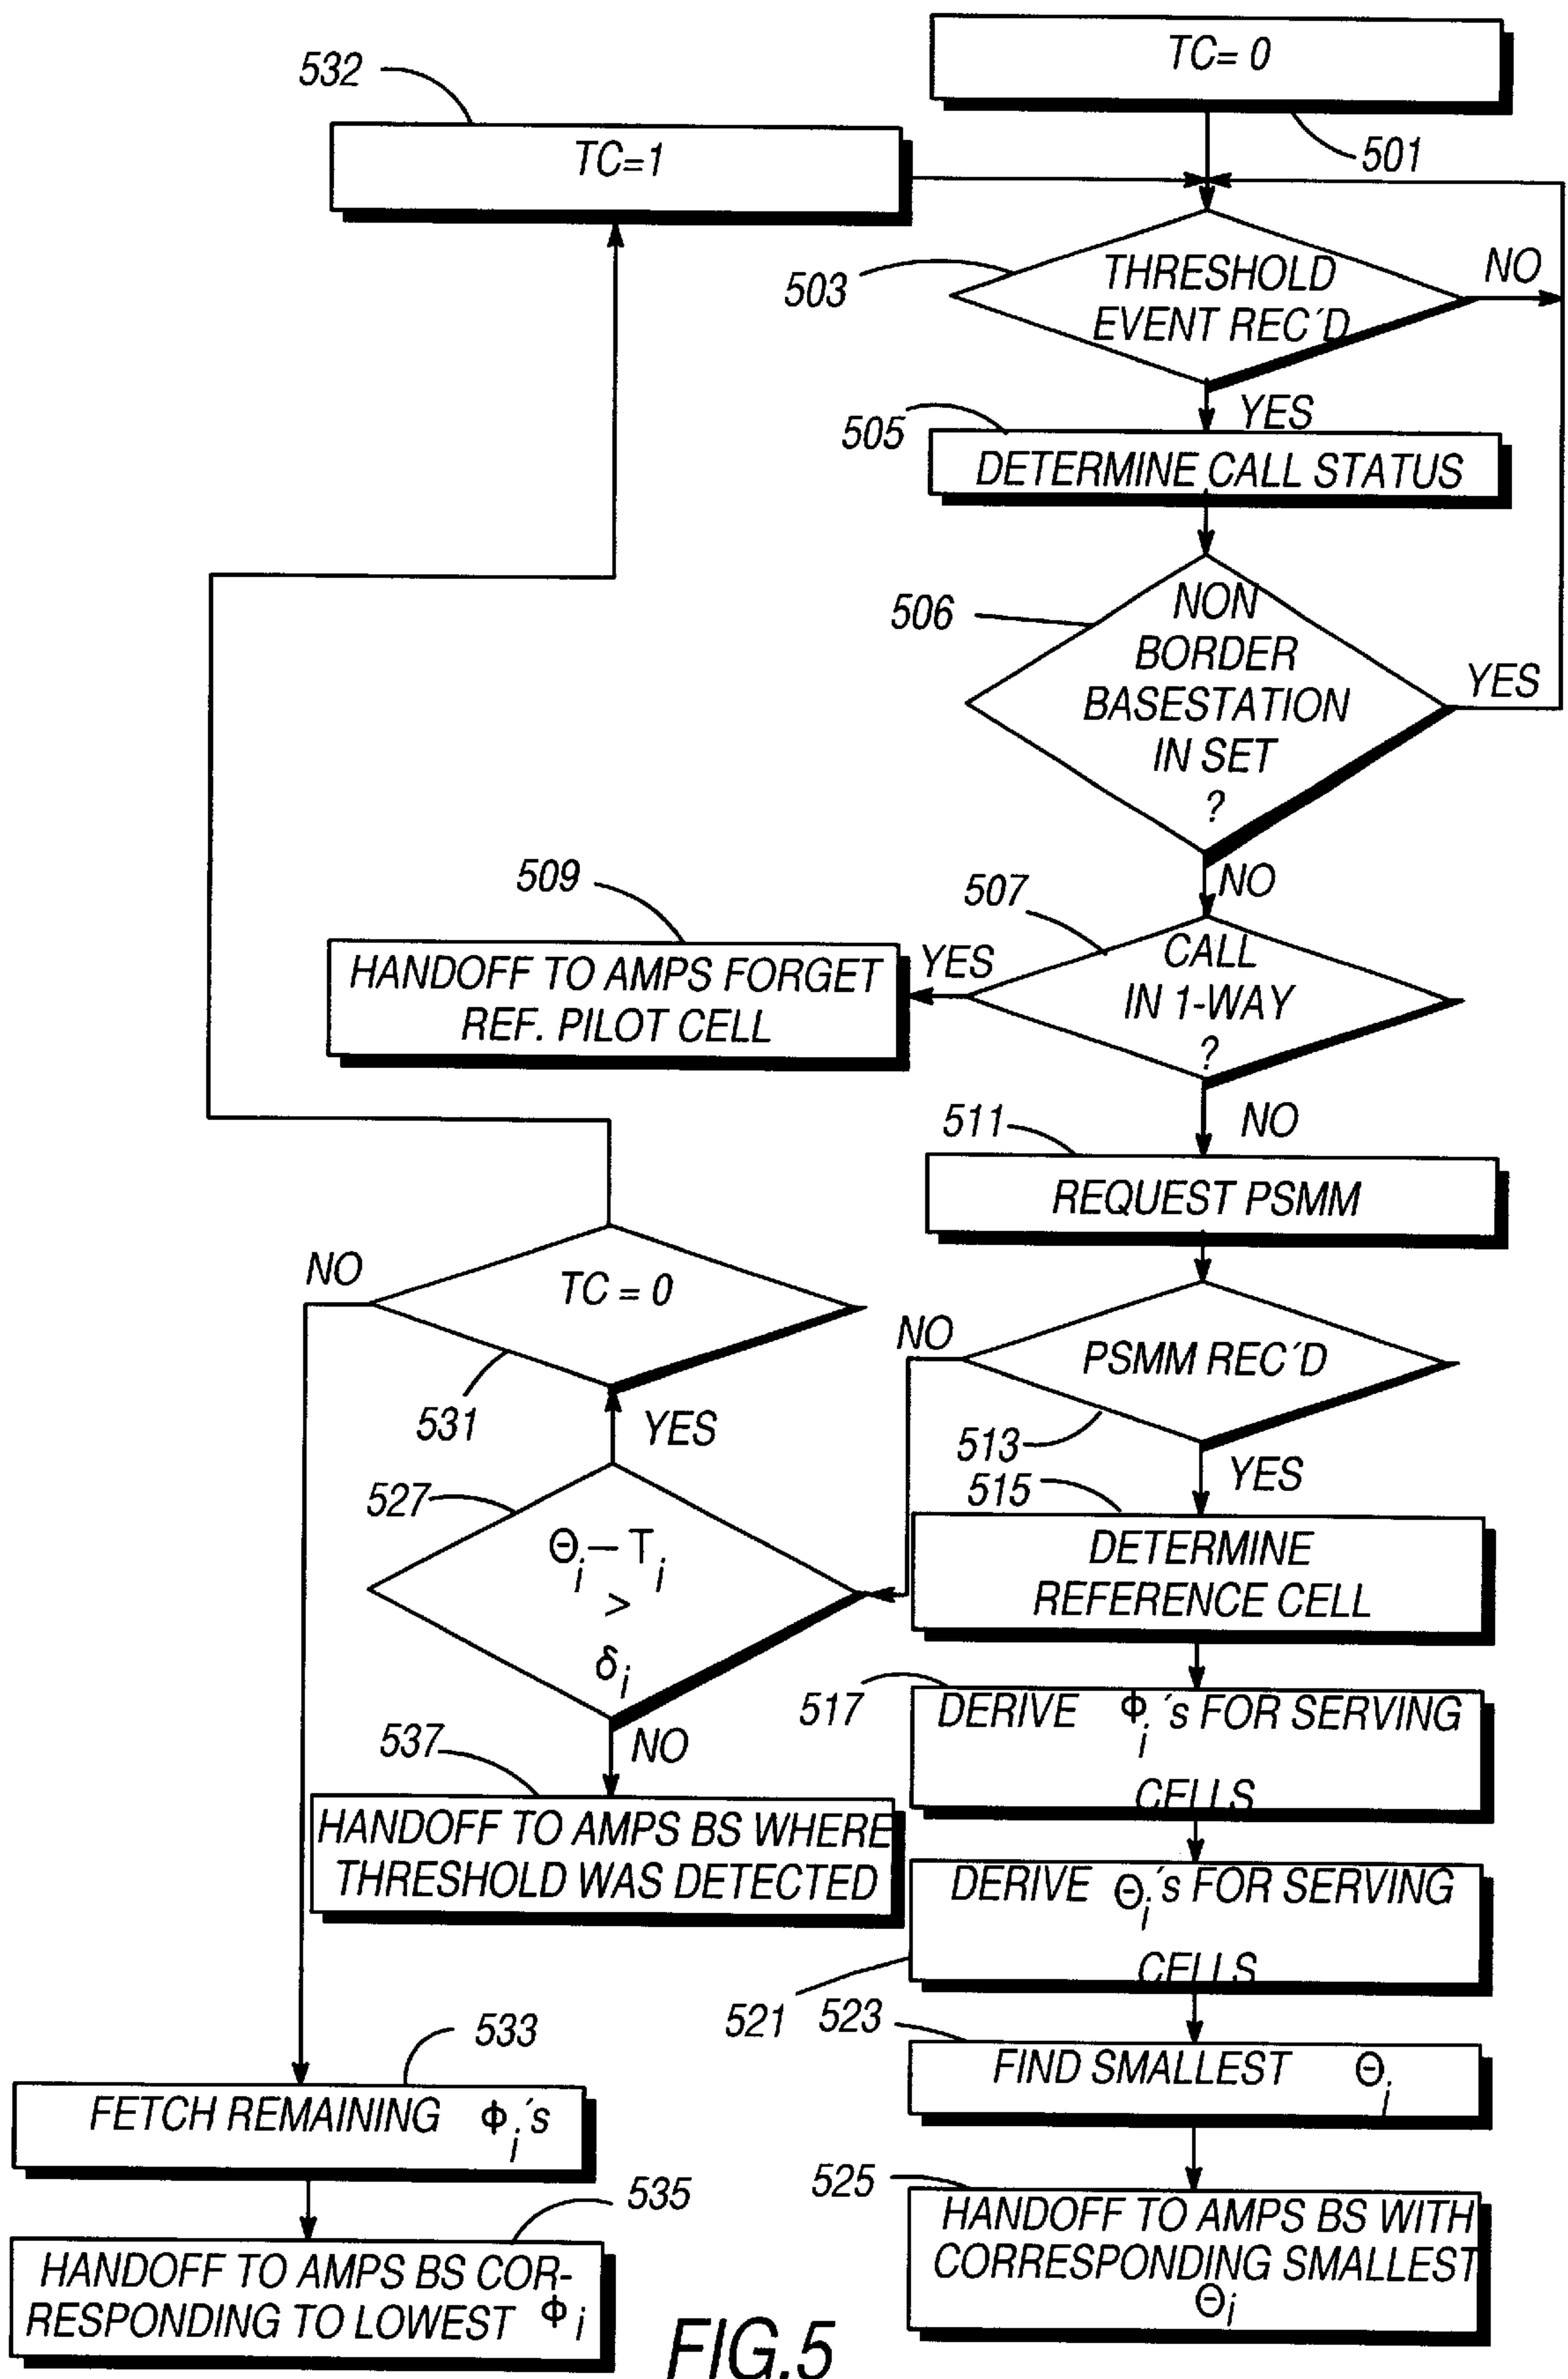 TC= 0
532
TC=1
501
503
THRESHOLD
EVENT REC´D
NO
YES
505
DETERMINE CALL STATUS
506
NON
BORDER
BASESTATION
IN SET
?
YES
NO
507
509
CALL
IN 1-WAY
?
YES
HANDOFF TO AMPS FORGET
REF. PILOT CELL
NO
511
REQUEST PSMM
NO
TC = 0
531
NO
PSMM REC´D
513
YES
YES
515
527
Θi – Ti
>
δi
DETERMINE
REFERENCE CELL
517
DERIVE ϕi´s FOR SERVING
CELLS
NO
537
HANDOFF TO AMPS BS WHERE
THRESHOLD WAS DETECTED
DERIVE Θi´s FOR SERVING
CELLS
521
523
FIND SMALLEST Θi
533
FETCH REMAINING ϕi´s
535
HANDOFF TO AMPS BS COR-
RESPONDING TO LOWEST ϕi
525
HANDOFF TO AMPS BS WITH
CORRESPONDING SMALLEST
Θi
FIG.5